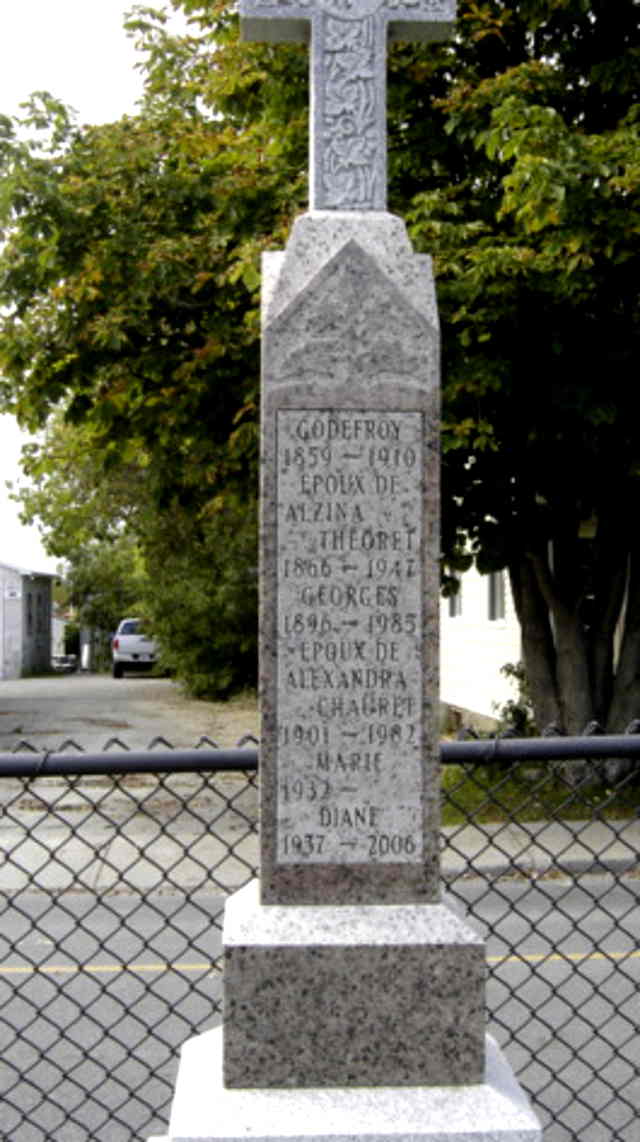 GODEFROY
1859 — 1910
EPOUX DE
ALZINA
THEORET
1866 — 1947
GEORGES
1896 — 1985
EPOUX DE
ALEXANDRA
CHAURET
1901 — 1982
MARIE
1932 —
DIANE
1937 — 2006